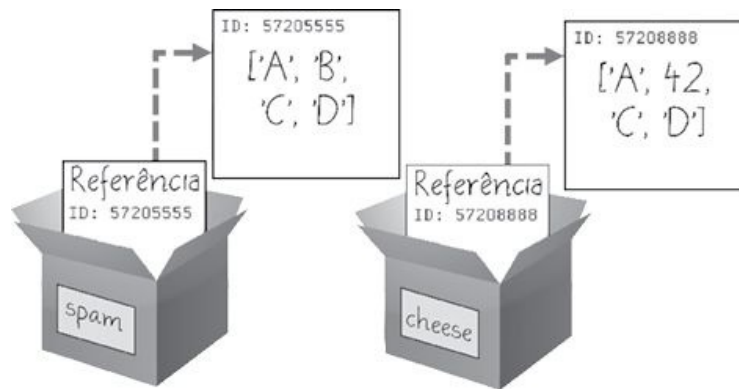 ID: 57205555
['A', 'B',
'C', 'D']
Referência
ID: 57205555
spam
ID: 57208888
['A', 42,
'C', 'D']
Referência
ID: 57208888
cheese